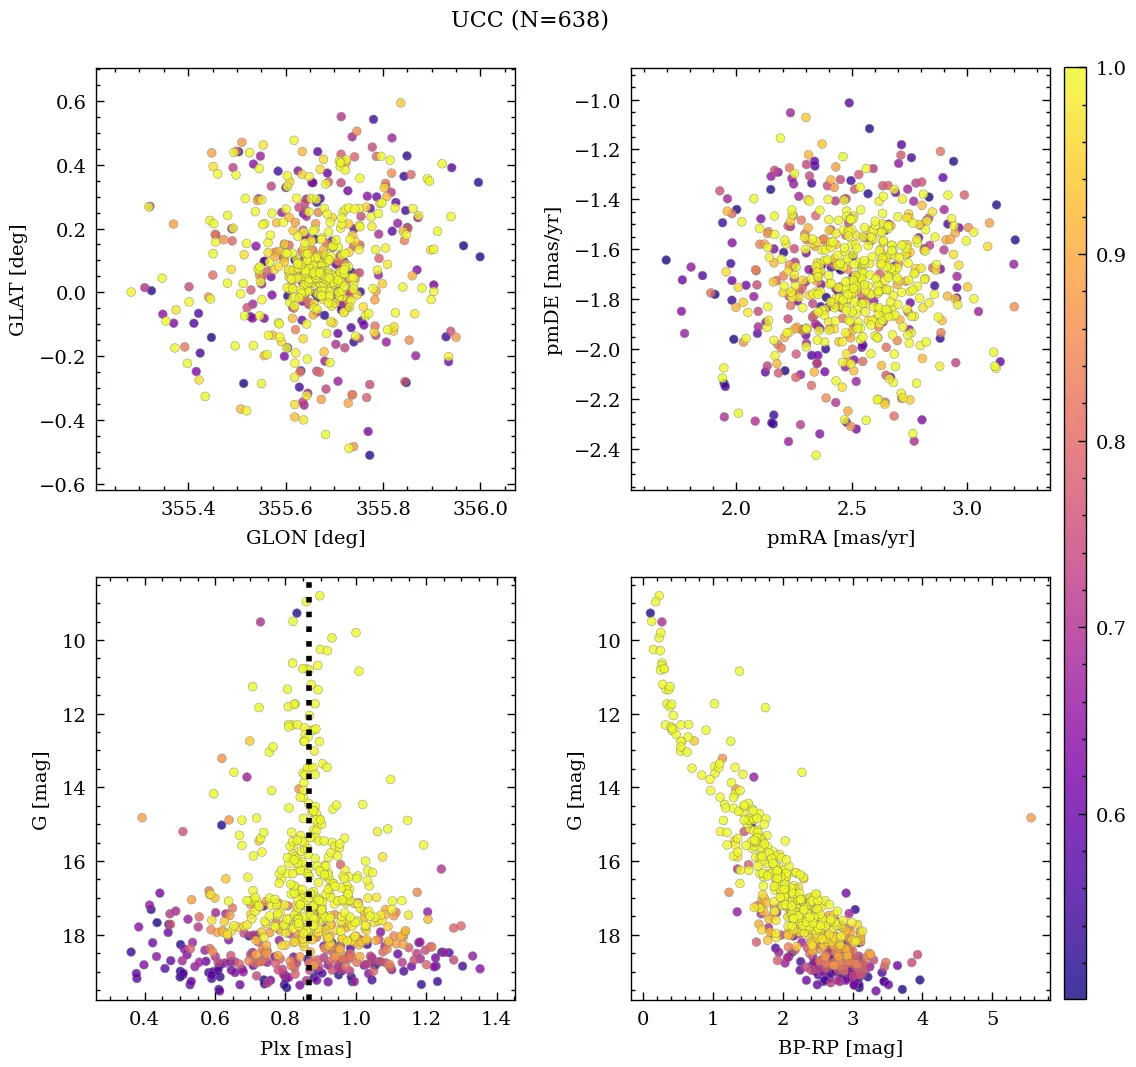 UCC (N=638)
0.6
0.4
0.2
0.0
−0.2
−0.4
−0.6
GLAT [deg]
355.4 355.6 355.8 356.0
GLON [deg]
−1.0
−1.2
−1.4
−1.6
−1.8
−2.0
−2.2
−2.4
pmDE [mas/yr]
2.0 2.5 3.0
pmRA [mas/yr]
1.0
0.9
0.8
0.7
0.6
10
12
14
16
18
G [mag]
0.4 0.6 0.8 1.0 1.2 1.4
Plx [mas]
10
12
14
16
18
G [mag]
0 1 2 3 4 5
BP-RP [mag]